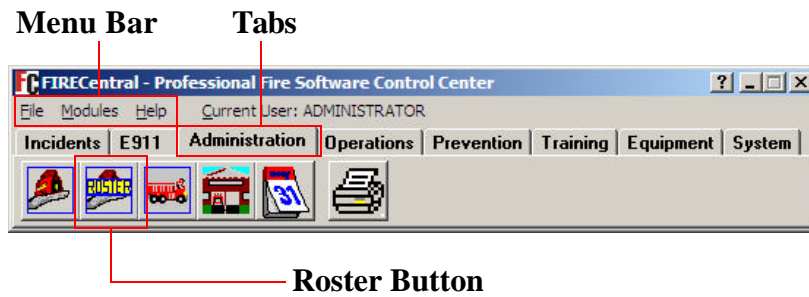 Menu Bar Tabs
FC FIRECentral - Professional Fire Software Control Center ?
File Modules Help Current User: ADMINISTRATOR
Incidents E911 Administration Operations Prevention Training Equipment System
ROSTER 31
Roster Button